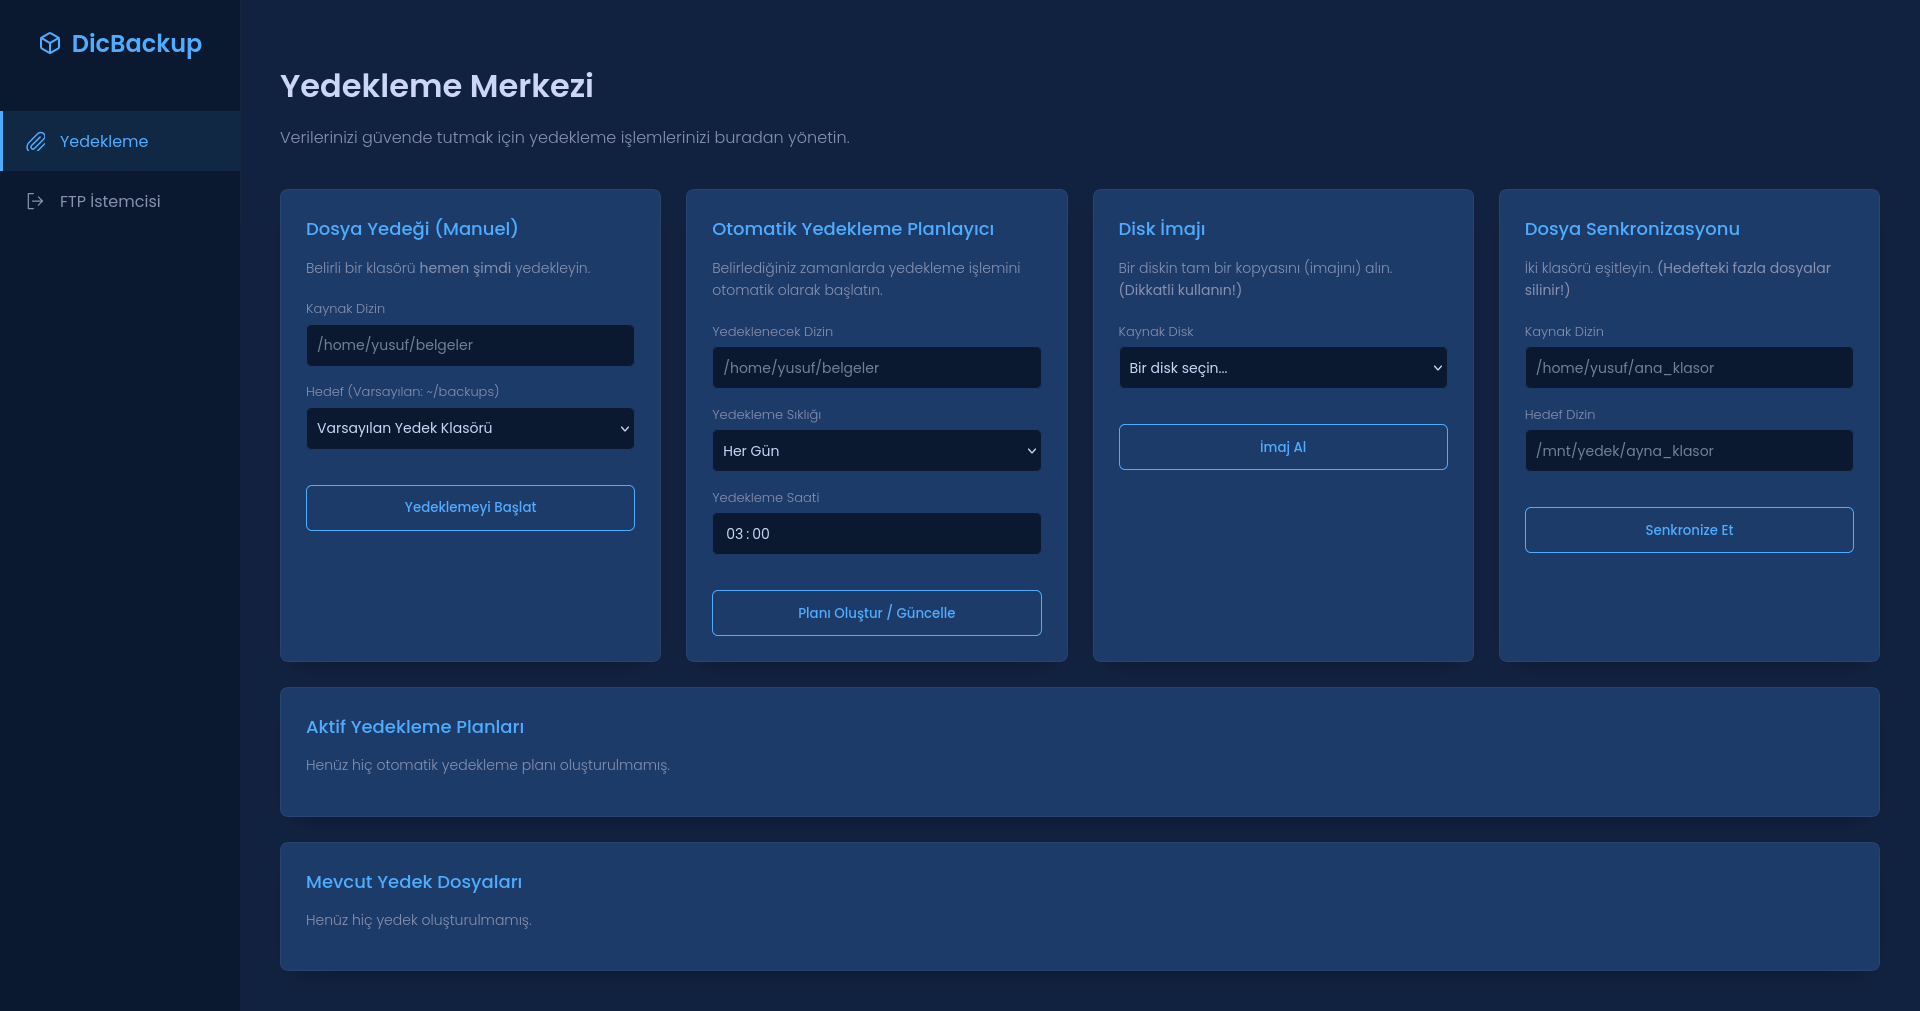 DicBackup
Yedekleme
FTP İstemcisi
Yedekleme Merkezi
Verilerinizi güvende tutmak için yedekleme işlemlerinizi buradan yönetin.
Dosya Yedeği (Manuel)
Belirli bir klasörü hemen şimdi yedekleyin.
Kaynak Dizin
/home/yusuf/belgeler
Hedef (Varsayılan: ~/backups)
Varsayılan Yedek Klasörü
Yedeklemeyi Başlat
Otomatik Yedekleme Planlayıcı
Belirlediğiniz zamanlarda yedekleme işlemini
otomatik olarak başlatın.
Yedeklenecek Dizin
/home/yusuf/belgeler
Yedekleme Sıklığı
Her Gün
Yedekleme Saati
03:00
Planı Oluştur / Güncelle
Disk İmajı
Bir diskin tam bir kopyasını (imajını) alın.
(Dikkatli kullanın!)
Kaynak Disk
Bir disk seçin...
İmaj Al
Dosya Senkronizasyonu
İki klasörü eşitleyin. (Hedefteki fazla dosyalar
silinir!)
Kaynak Dizin
/home/yusuf/ana_klasor
Hedef Dizin
/mnt/yedek/ayna_klasor
Senkronize Et
Aktif Yedekleme Planları
Henüz hiç otomatik yedekleme planı oluşturulmamış.
Mevcut Yedek Dosyaları
Henüz hiç yedek oluşturulmamış.